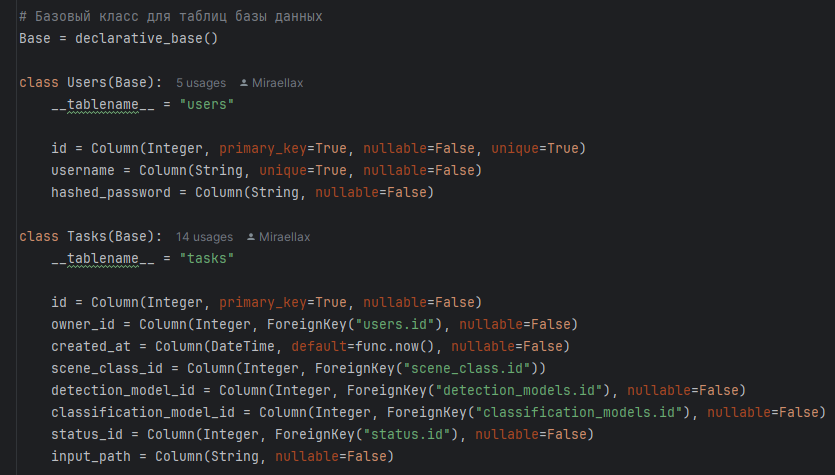 # Базовый класс для таблиц базы данных
Base = declarative_base()
class Users(Base): 5 usages Miraellax
__tablename__ = "users"
id = Column(Integer, primary_key=True, nullable=False, unique=True)
username = Column(String, unique=True, nullable=False)
hashed_password = Column(String, nullable=False)
class Tasks(Base): 14 usages Miraellax
__tablename__ = "tasks"
id = Column(Integer, primary_key=True, nullable=False)
owner_id = Column(Integer, ForeignKey("users.id"), nullable=False)
created_at = Column(DateTime, default=func.now(), nullable=False)
scene_class_id = Column(Integer, ForeignKey("scene_class.id"))
detection_model_id = Column(Integer, ForeignKey("detection_models.id"), nullable=False)
classification_model_id = Column(Integer, ForeignKey("classification_models.id"), nullable=False)
status_id = Column(Integer, ForeignKey("status.id"), nullable=False)
input_path = Column(String, nullable=False)